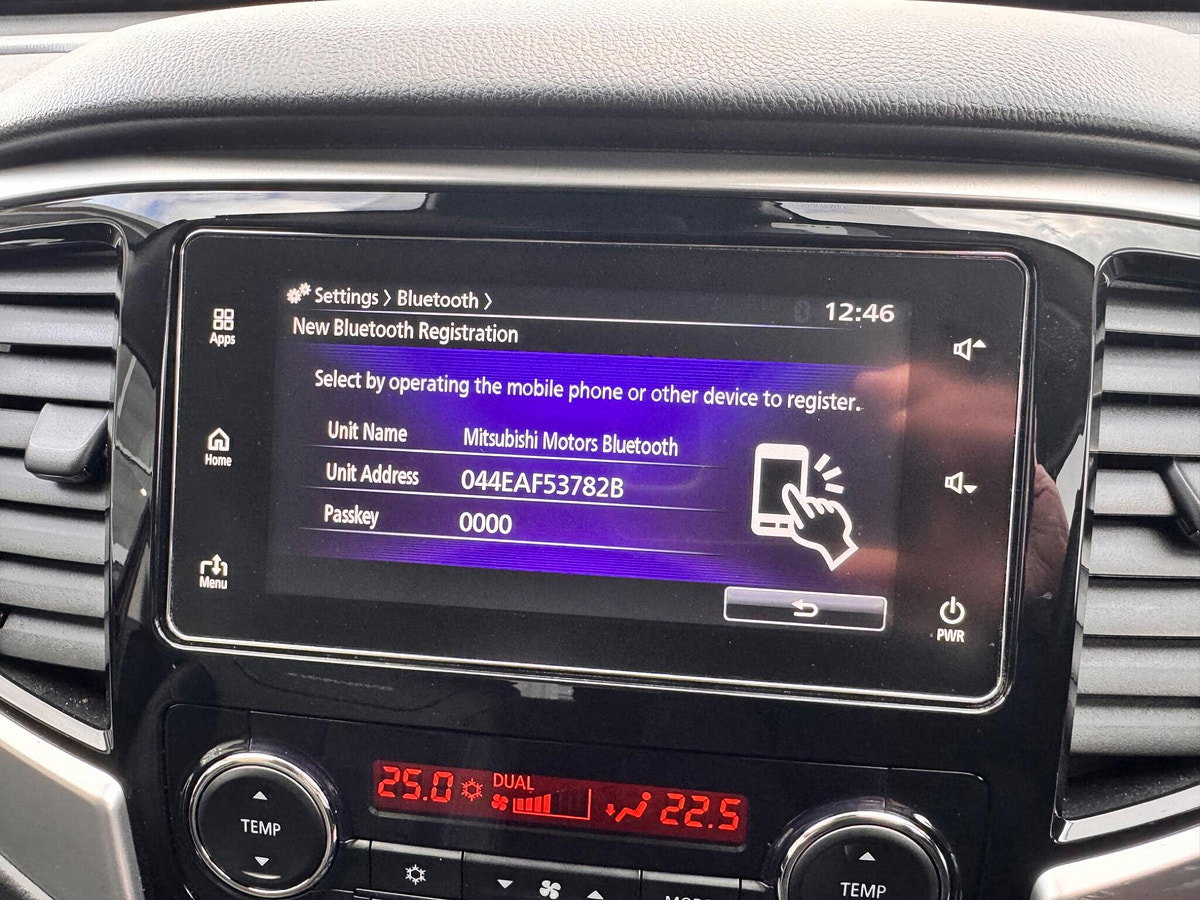 Settings > Bluetooth >
12:46
New Bluetooth Registration
Select by operating the mobile phone or other device to register.
Unit Name Mitsubishi Motors Bluetooth
Unit Address 044EAF53782B
Passkey 0000
Apps
Home
Menu
PWR
25.0 DUAL 22.5
TEMP
TEMP